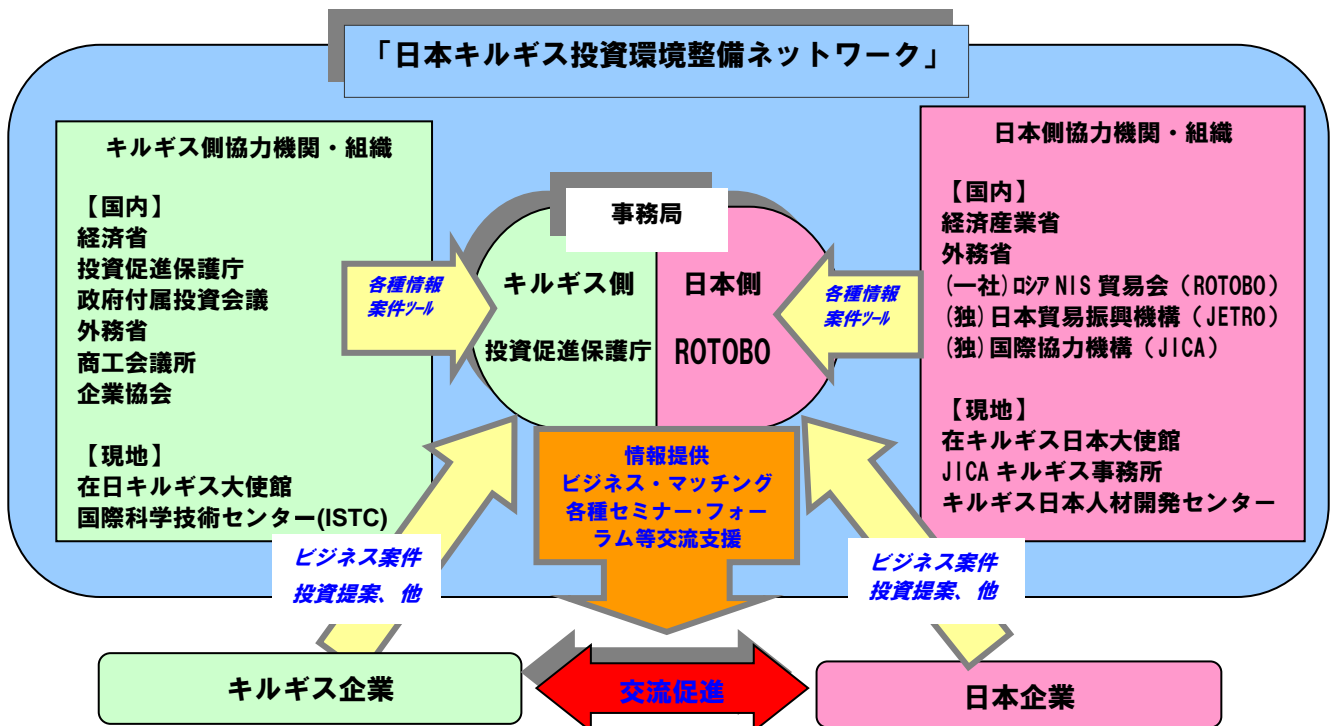 「日本キルギス投資環境整備ネットワーク」
キルギス側協力機関・組織
【国内】
経済省
投資促進保護庁
政府付属投資会議
外務省
商工会議所
企業協会
【現地】
在日キルギス大使館
国際科学技術センター(ISTC)
各種情報
案件ﾂｰﾙ
事務局
キルギス側
投資促進保護庁
日本側
ROTOBO
各種情報
案件ﾂｰﾙ
日本側協力機関・組織
【国内】
経済産業省
外務省
(一社)ﾛｼｱ NIS 貿易会（ROTOBO）
(独)日本貿易振興機構（JETRO）
(独)国際協力機構（JICA）
【現地】
在キルギス日本大使館
JICA キルギス事務所
キルギス日本人材開発センター
情報提供
ビジネス・マッチング
各種セミナー・フォー
ラム等交流支援
ビジネス案件
投資提案、他
ビジネス案件
投資提案、他
キルギス企業
交流促進
日本企業